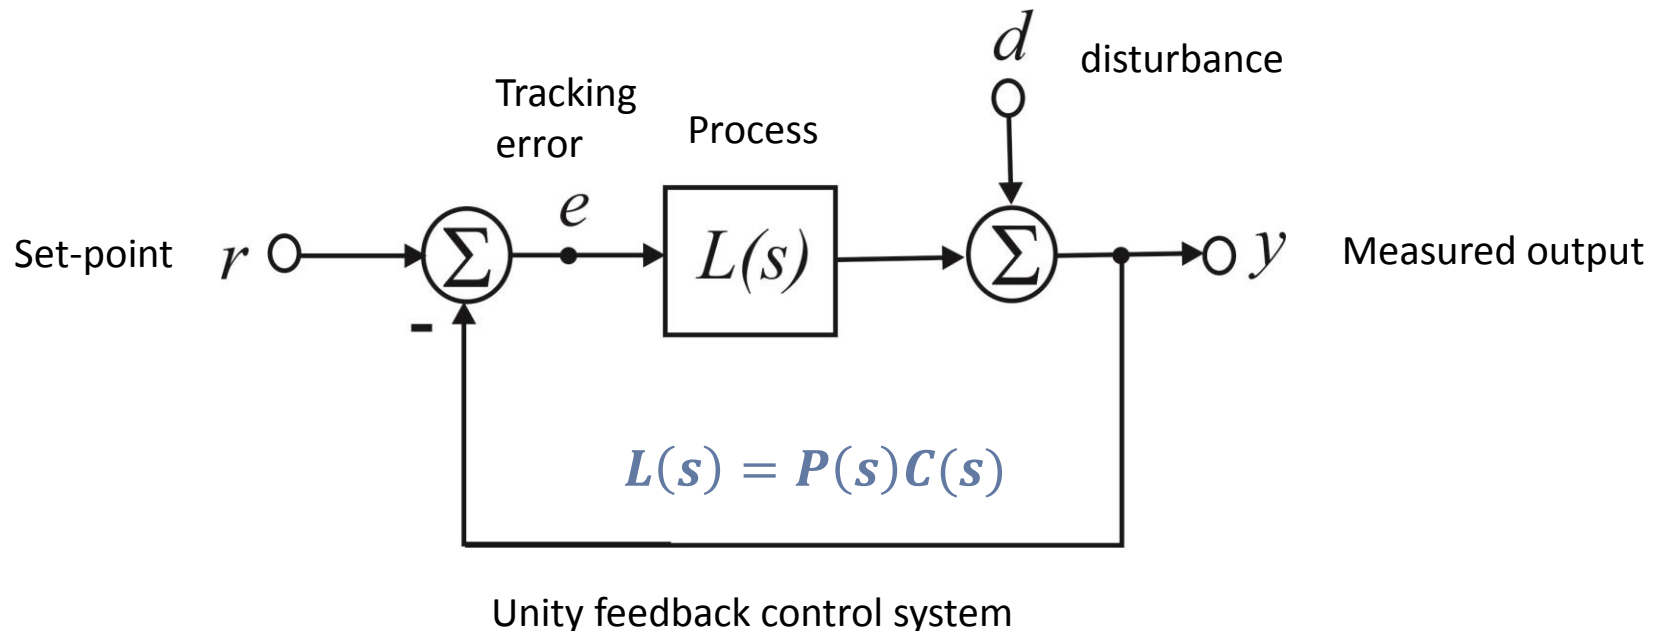 d
disturbance
Tracking
error
Process
e
Set-point
r
Σ
L(s)
Σ
y
Measured output
-
L(s) = P(s)C(s)
Unity feedback control system